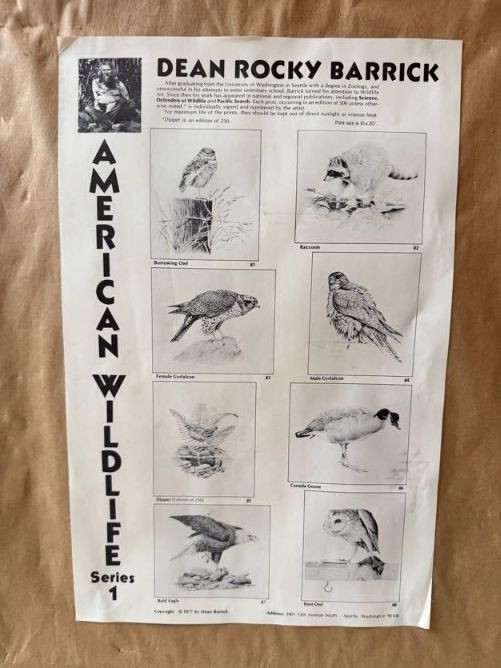 DEAN ROCKY BARRICK
After graduating from the University of Washington in Seattle with a degree in Zoology, and
unsuccessful in his attempts to enter veterinary school, Barrick turned his attention to Wildlife
Art. Since then his work has appeared in national and regional publications, including Science,
Defenders of Wildlife and Pacific Search. Each print, occurring in an edition of 500 unless other-
wise noted,* is individually signed and numbered by the artist.
For maximum life of the prints, they should be kept out of direct sunlight or intense heat.
*Dipper in an edition of 250
Print size is 16x20"
AMERICAN WILDLIFE
Series
1
Burrowing Owl #1
Raccoon #2
Female Gyrfalcon #3
Male Gyrfalcon #4
Dipper (Edition of 250) #5
Canada Goose #6
Bald Eagle #7
Barn Owl #8
Copyright © 1977 by Dean Barrick
Address: 13th Avenue South Seattle, Washington